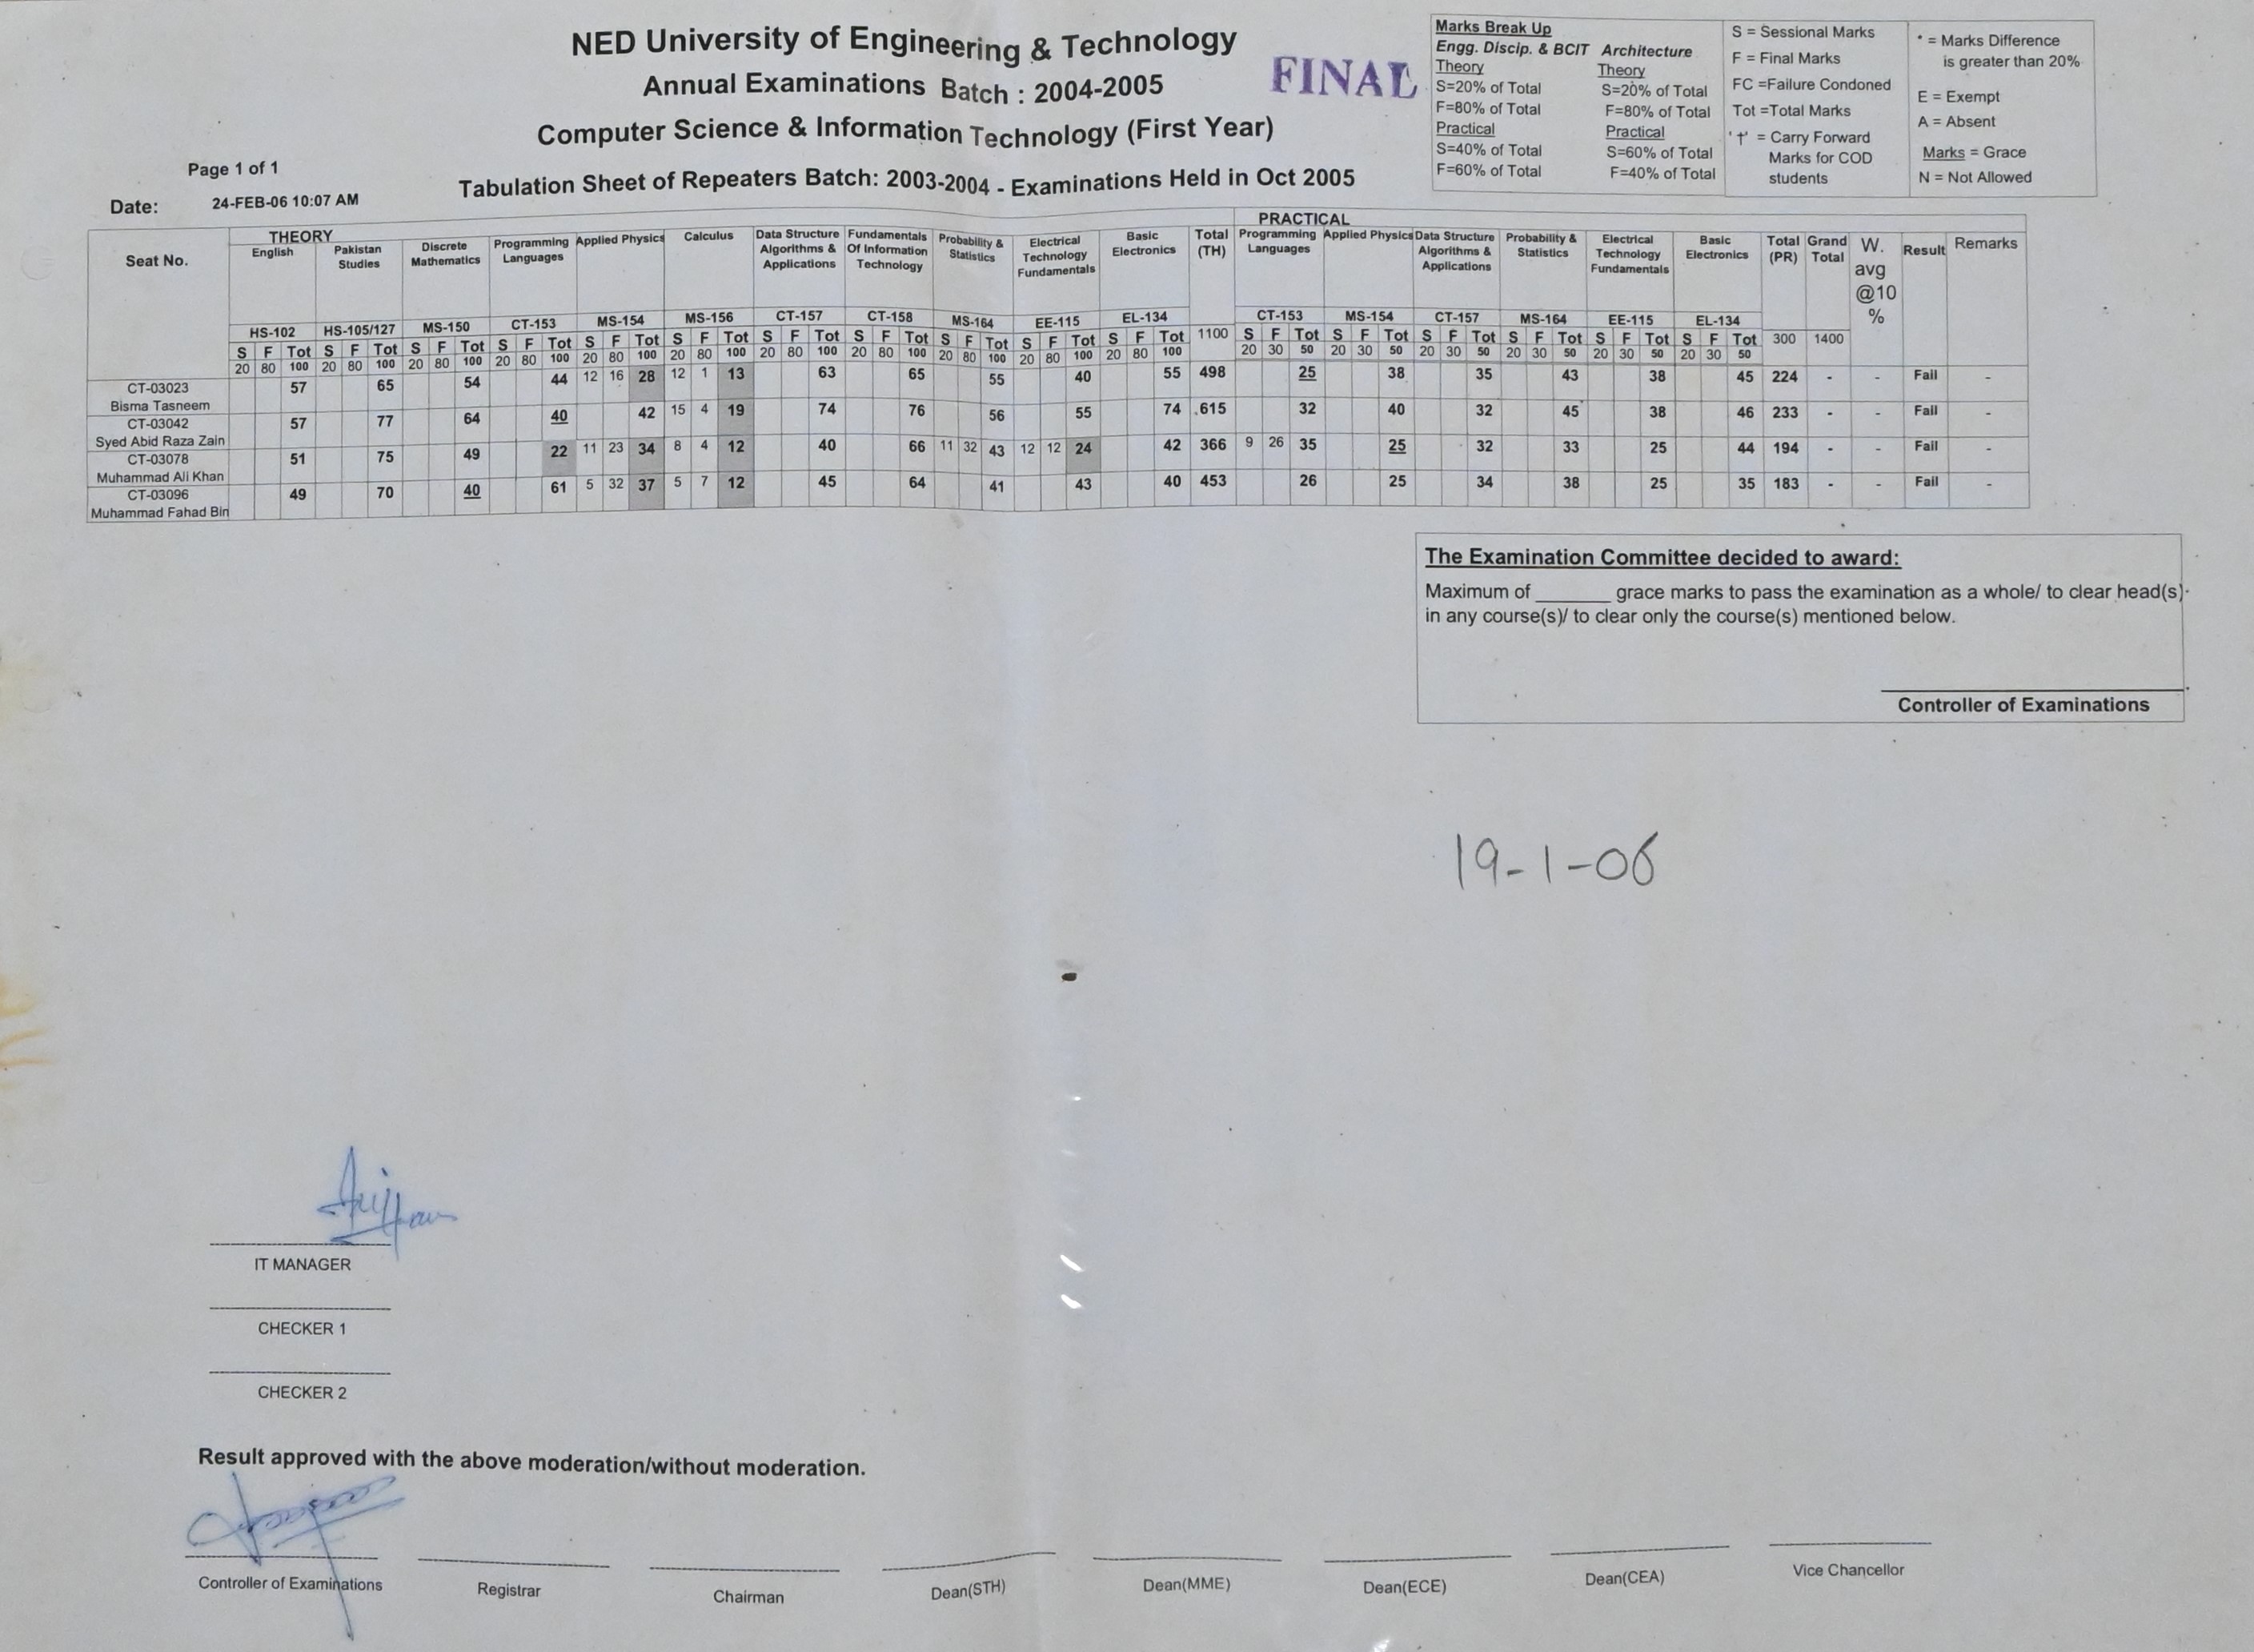 NED University of Engineering & Technology
Annual Examinations Batch : 2004-2005
Computer Science & Information Technology (First Year)
Tabulation Sheet of Repeaters Batch: 2003-2004 - Examinations Held in Oct 2005
FINAL
Page 1 of 1
Date: 24-FEB-06 10:07 AM
Marks Break Up
Engg. Discip. & BCIT Architecture
Theory Theory
S=20% of Total S=20% of Total
F=80% of Total F=80% of Total
Practical Practical
S=40% of Total S=60% of Total
F=60% of Total F=40% of Total
S = Sessional Marks
F = Final Marks
FC =Failure Condoned
Tot =Total Marks
'†' = Carry Forward
Marks for COD
students
* = Marks Difference
is greater than 20%
E = Exempt
A = Absent
Marks = Grace
N = Not Allowed
THEORY PRACTICAL
Seat No. English Pakistan Studies Discrete Mathematics Programming Languages Applied Physics Calculus Data Structure Algorithms & Applications Fundamentals Of Information Technology Probability & Statistics Electrical Technology Fundamentals Basic Electronics Total (TH) Programming Languages Applied Physics Data Structure Algorithms & Applications Probability & Statistics Electrical Technology Fundamentals Basic Electronics Total (PR) Grand Total W. avg @10 % Result Remarks
HS-102 HS-105/127 MS-150 CT-153 MS-154 MS-156 CT-157 CT-158 MS-164 EE-115 EL-134 CT-153 MS-154 CT-157 MS-164 EE-115 EL-134
S F Tot S F Tot S F Tot S F Tot S F Tot S F Tot S F Tot S F Tot S F Tot S F Tot S F Tot 1100 S F Tot S F Tot S F Tot S F Tot S F Tot S F Tot 300 1400
20 80 100 20 80 100 20 80 100 20 80 100 20 80 100 20 80 100 20 80 100 20 80 100 20 80 100 20 80 100 20 80 100 20 30 50 20 30 50 20 30 50 20 30 50 20 30 50 20 30 50
CT-03023 57 65 54 44 12 16 28 12 1 13 63 65 55 40 55 498 25 38 35 43 38 45 224 - - Fail -
Bisma Tasneem
CT-03042 57 77 64 40 42 15 4 19 74 76 56 55 74 615 32 40 32 45 38 46 233 - - Fail -
Syed Abid Raza Zain
CT-03078 51 75 49 22 11 23 34 8 4 12 40 66 11 32 43 12 12 24 42 366 9 26 35 25 32 33 25 44 194 - - Fail -
Muhammad Ali Khan
CT-03096 49 70 40 61 5 32 37 5 7 12 45 64 41 43 40 453 26 25 34 38 25 35 183 - - Fail -
Muhammad Fahad Bin
The Examination Committee decided to award:
Maximum of _______ grace marks to pass the examination as a whole/ to clear head(s)
in any course(s)/ to clear only the course(s) mentioned below.
Controller of Examinations
19-1-06
IT MANAGER
CHECKER 1
CHECKER 2
Result approved with the above moderation/without moderation.
Controller of Examinations Registrar Chairman Dean(STH) Dean(MME) Dean(ECE) Dean(CEA) Vice Chancellor